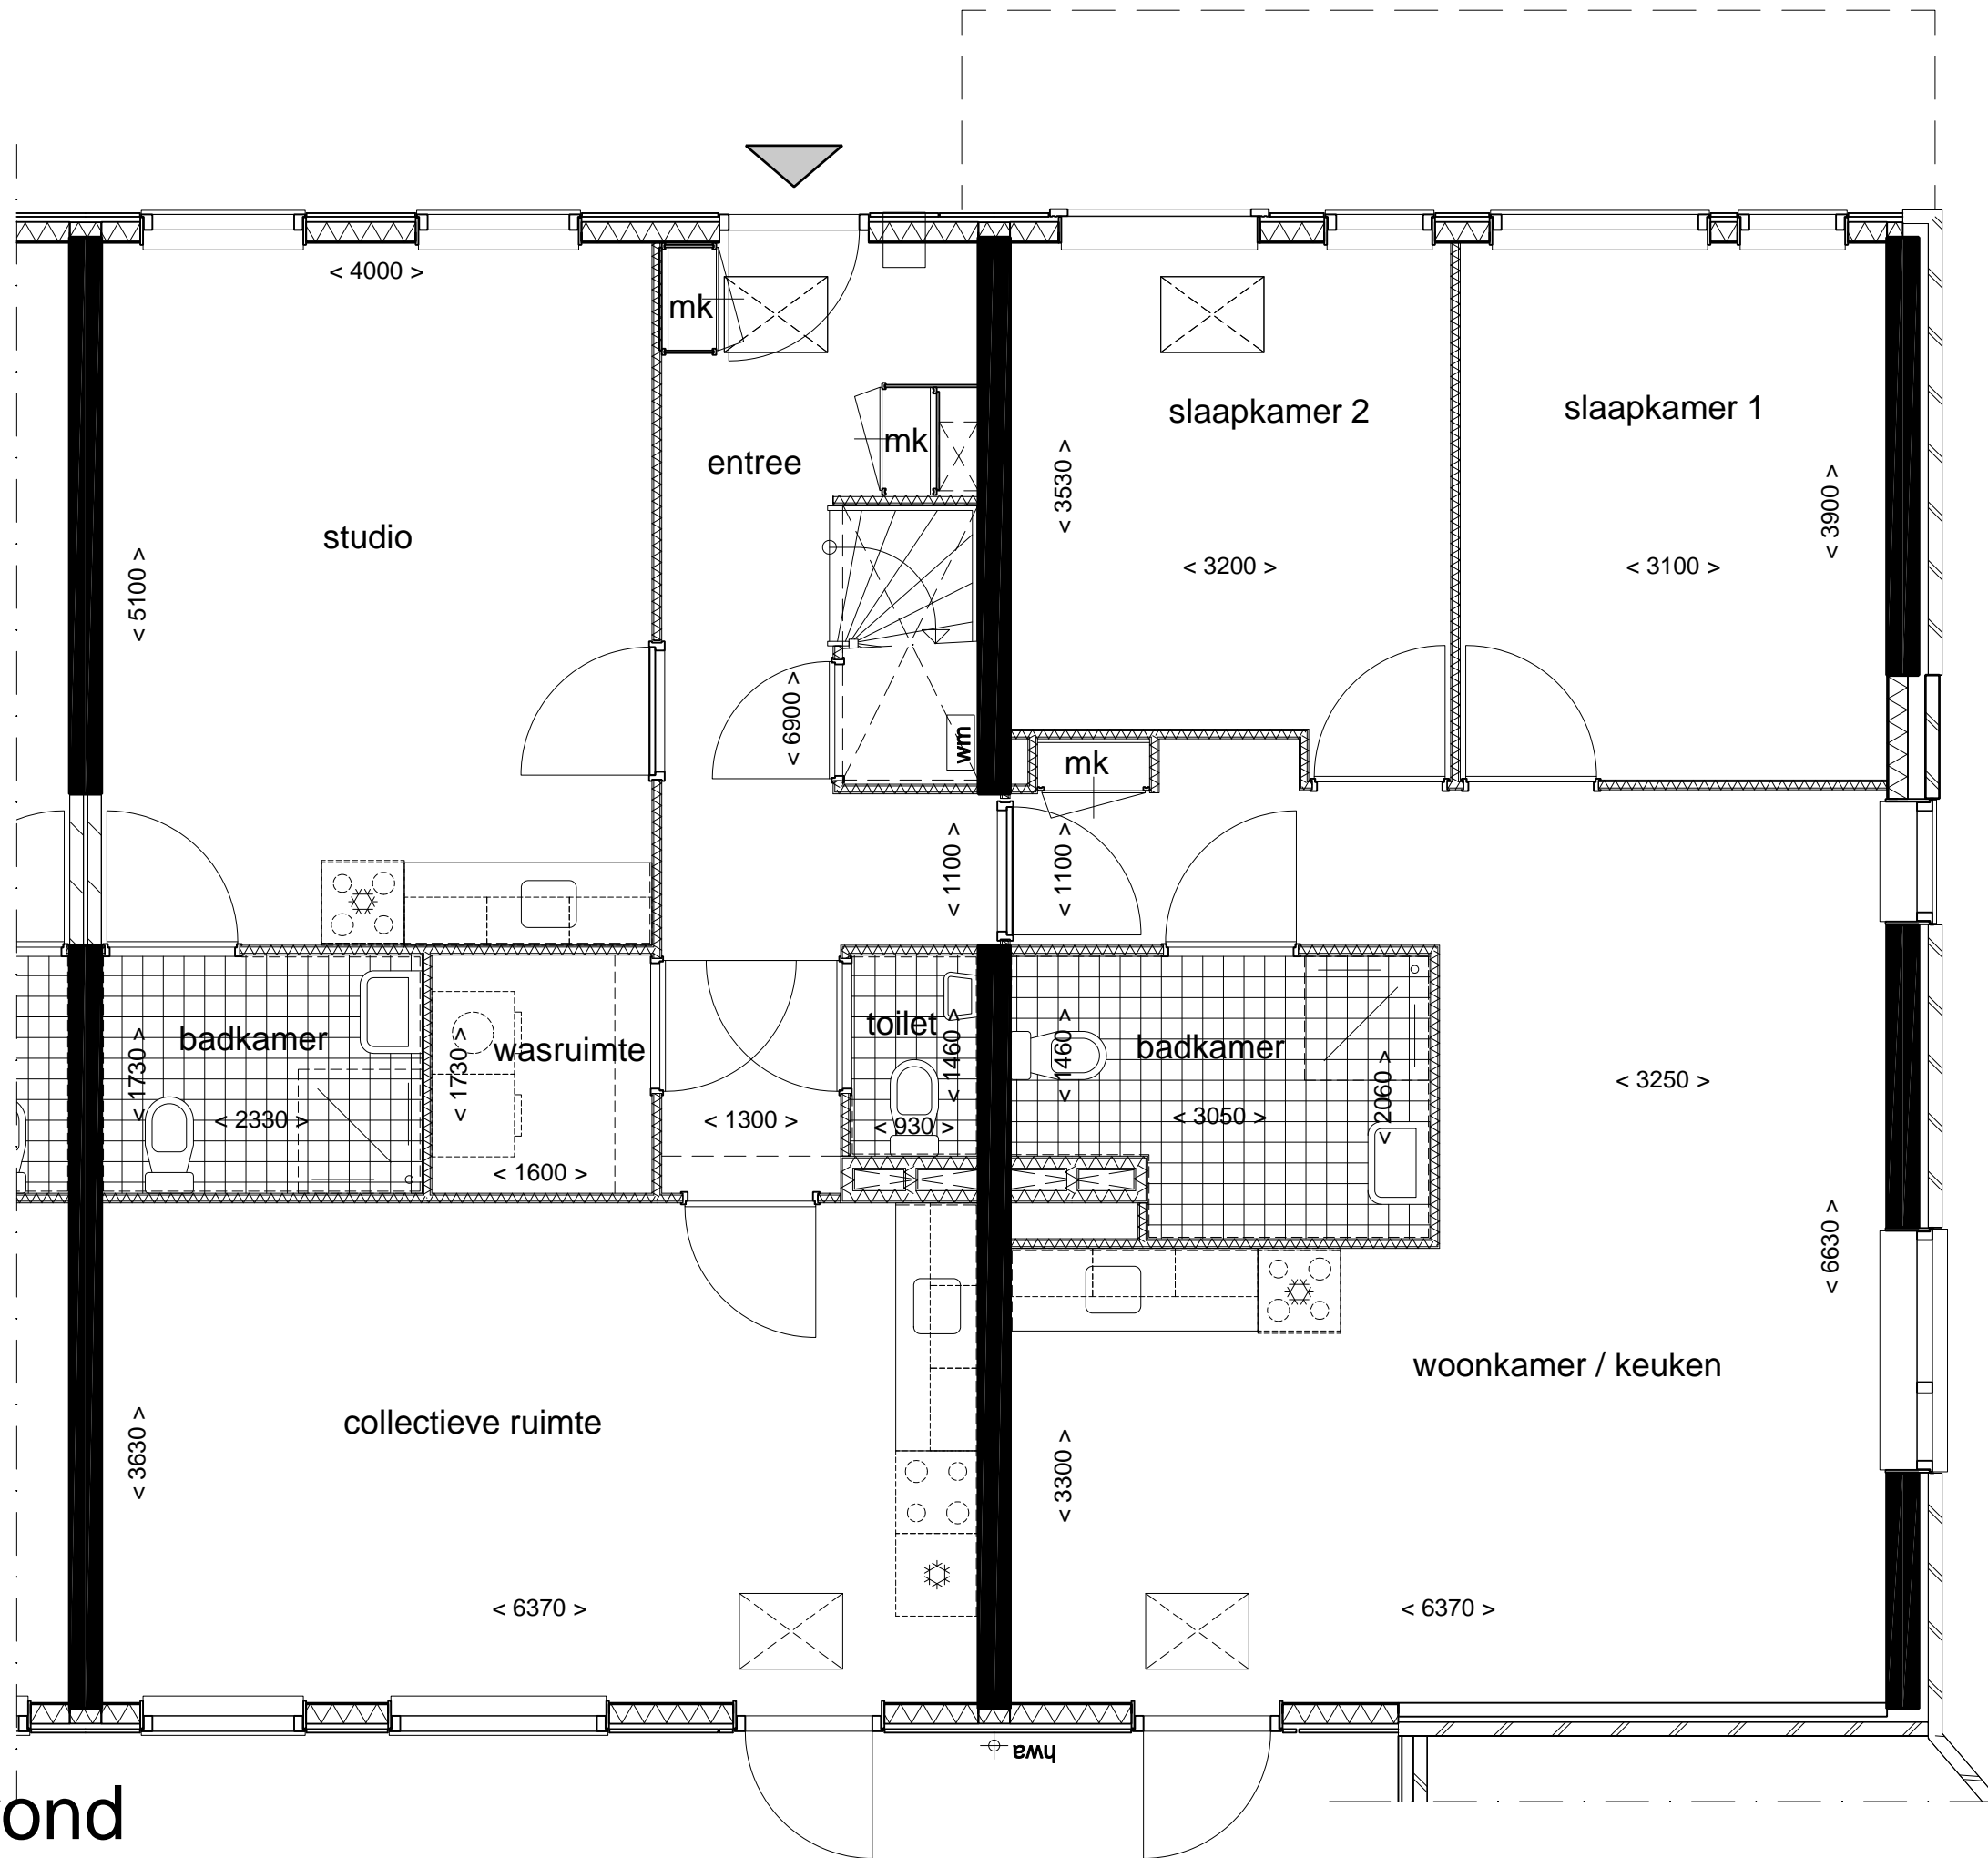 < 4000 >
mk
slaapkamer 2
slaapkamer 1
mk
entree
< 3530 >
< 3900 >
studio
< 5100 >
< 3200 >
< 3100 >
< 6900 >
wm
mk
< 1100 >
< 1100 >
badkamer
wasruimte
toilet
badkamer
< 1730 >
< 1730 >
< 1460 >
< 1460 >
< 2060 >
< 3250 >
< 2330 >
< 1300 >
< 930 >
< 3050 >
< 1600 >
< 6630 >
woonkamer / keuken
collectieve ruimte
< 3630 >
< 3300 >
< 6370 >
< 6370 >
hwa
ond